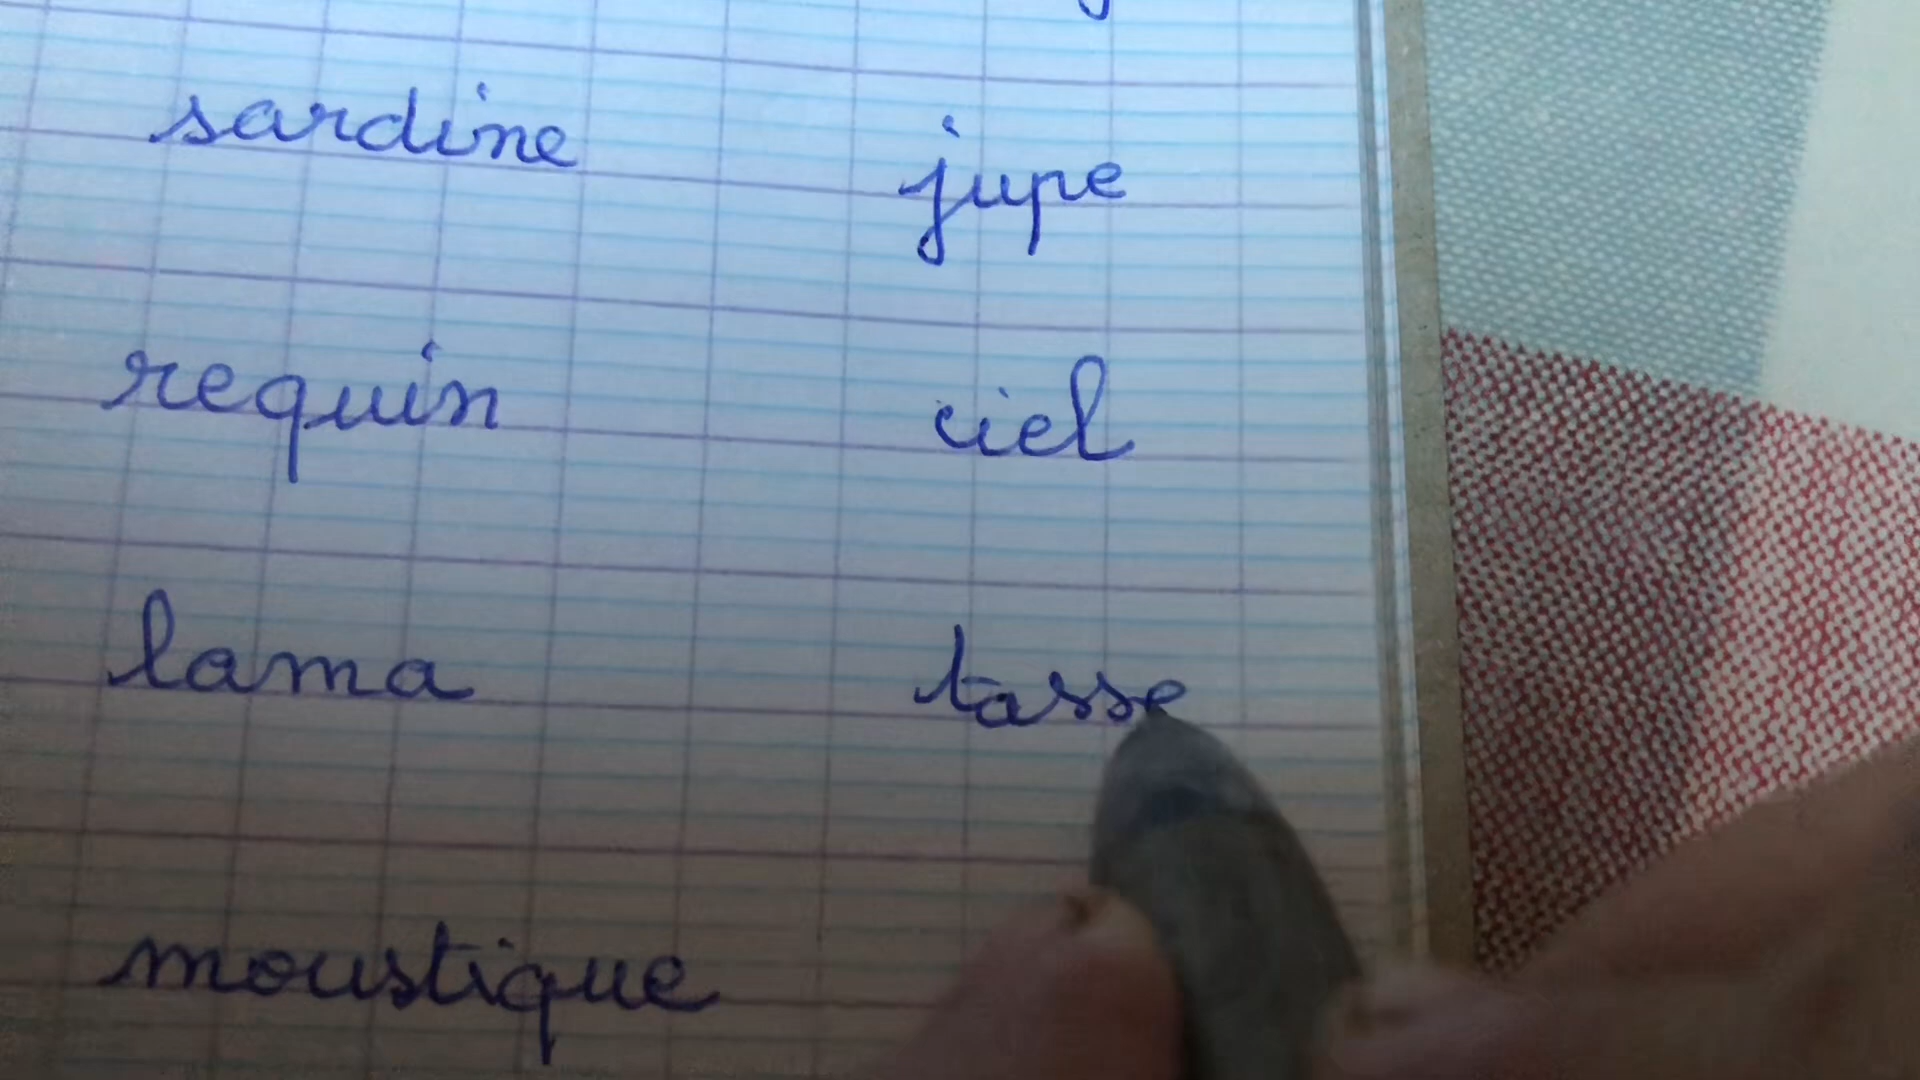 sardine jupe
requin ciel
lama tasse
moustique